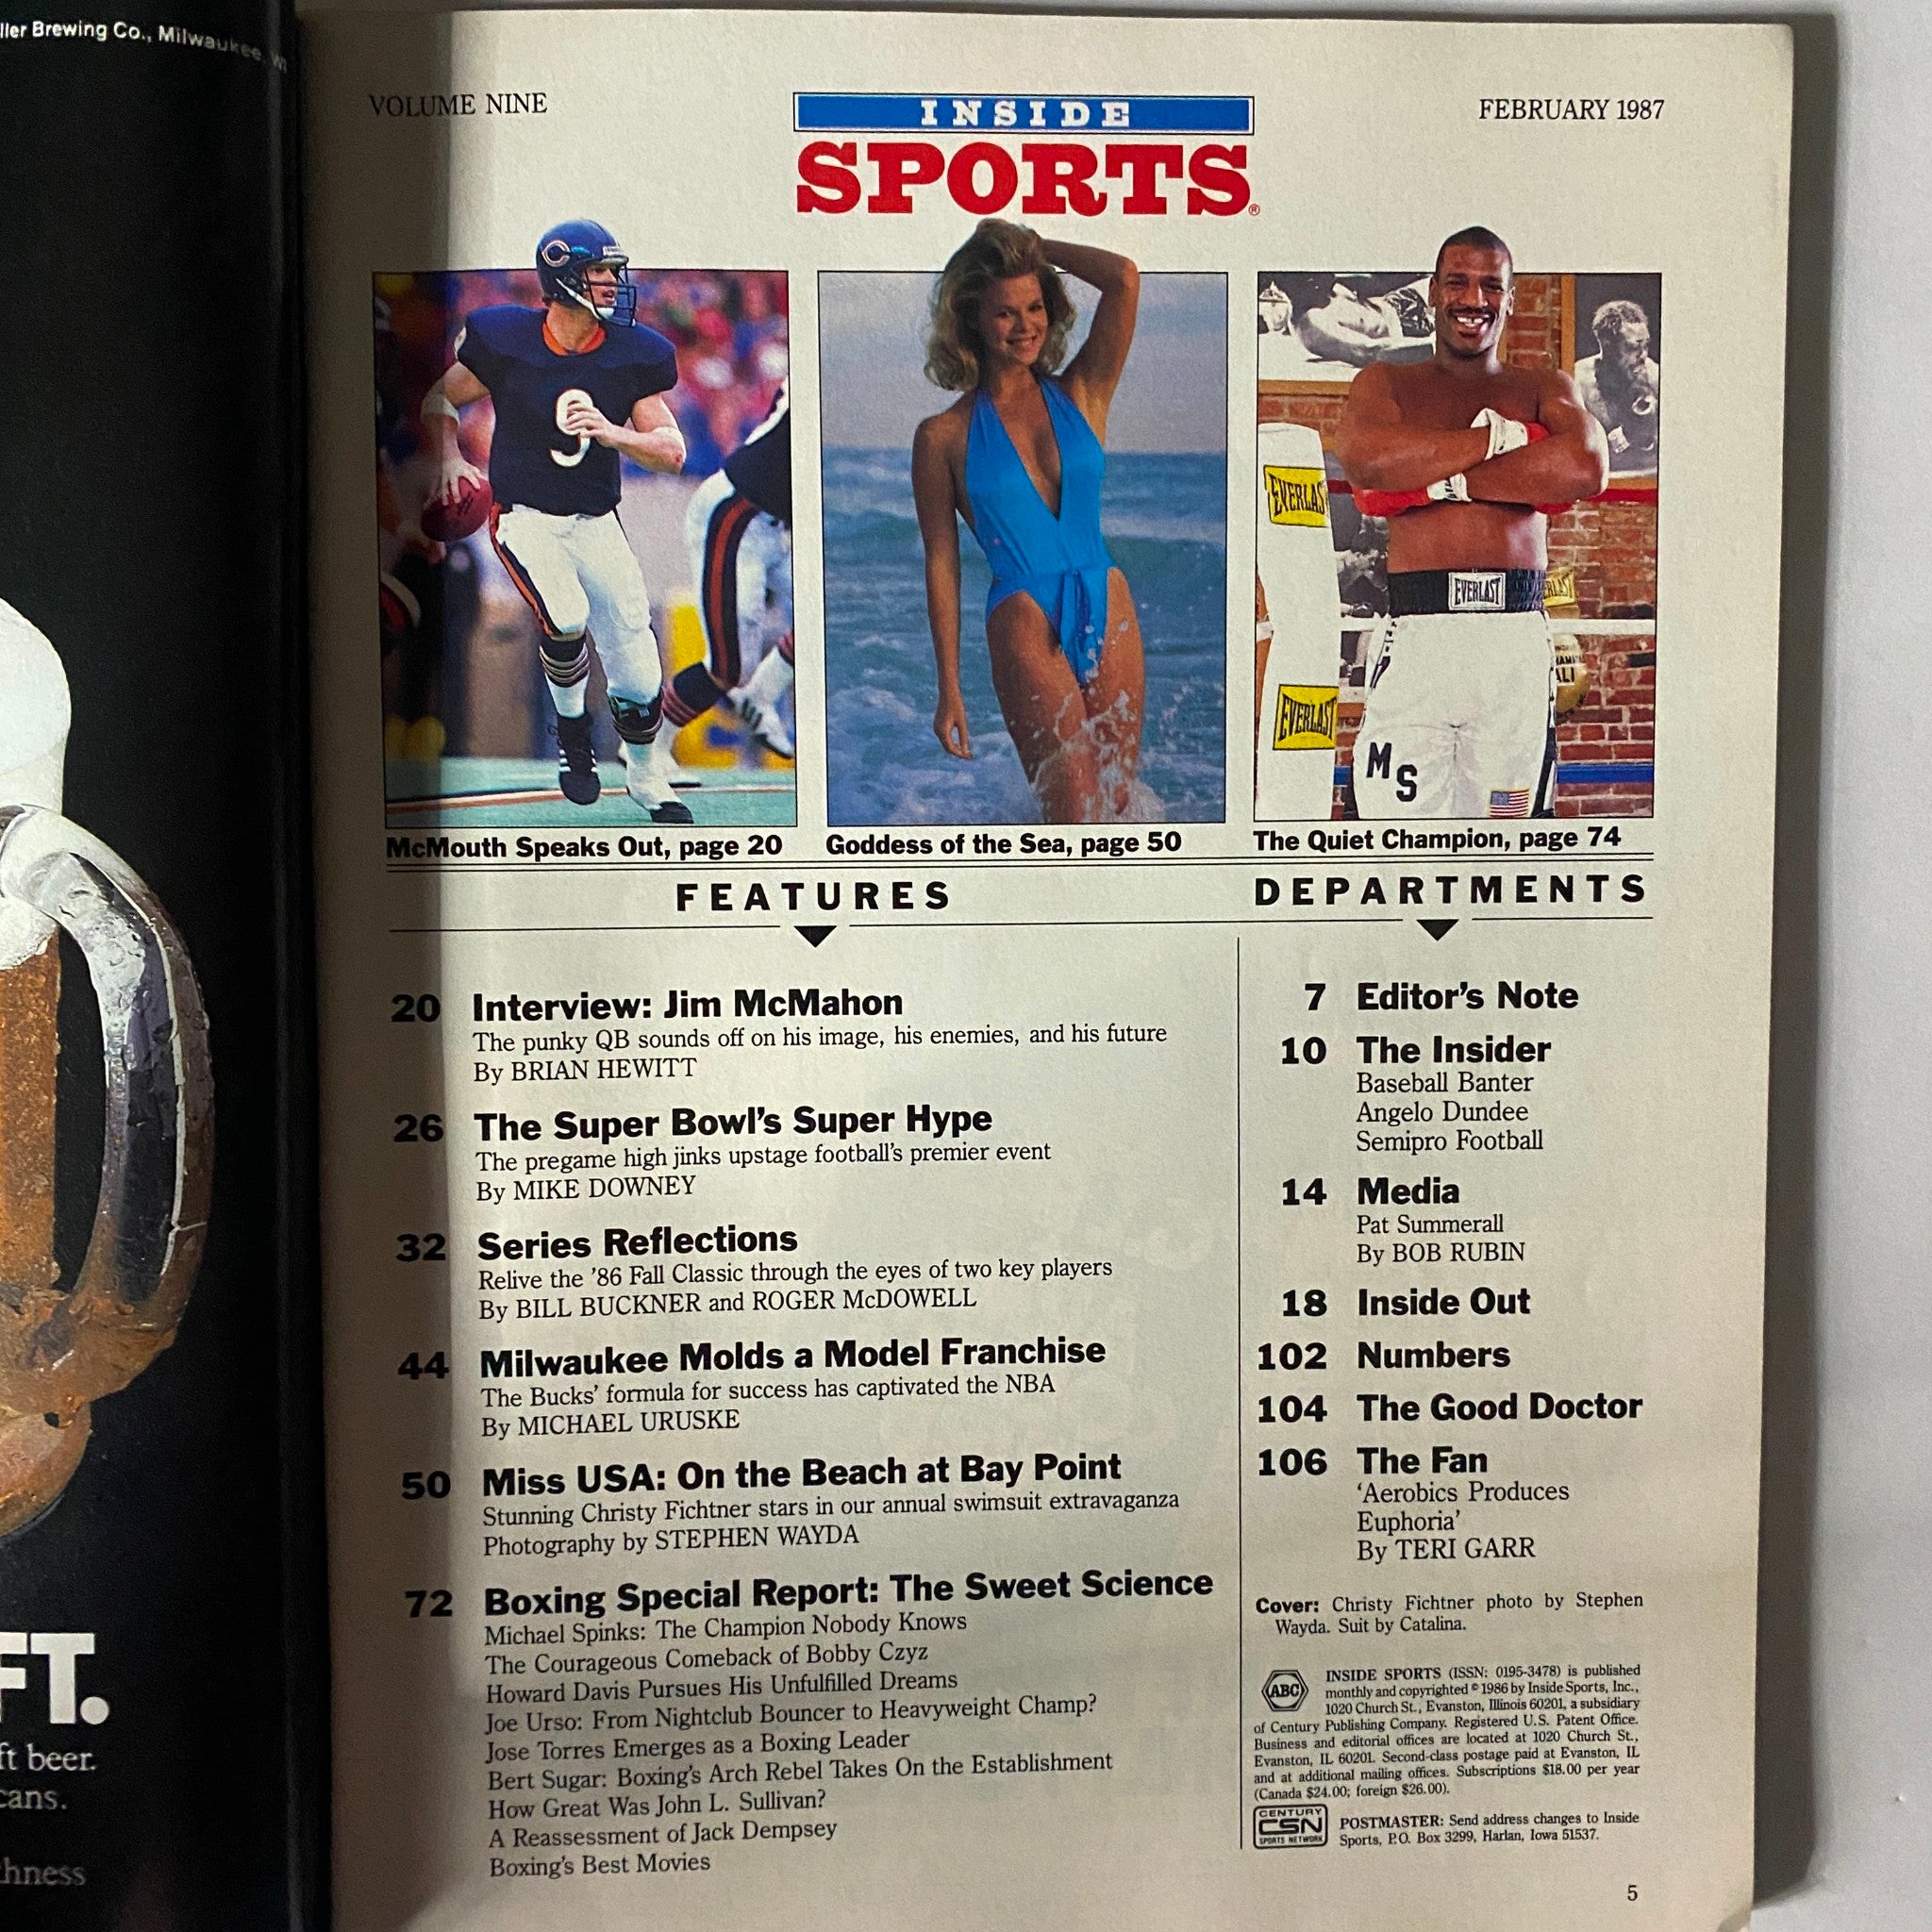 ller Brewing Co., Milwaukee, WI
FT.
ft beer.
cans.
hness
VOLUME NINE
INSIDE
SPORTS®
FEBRUARY 1987
9
EVERLAS
EVERLAST
EVERLAST
ERLAST
ALI
M S
McMouth Speaks Out, page 20
Goddess of the Sea, page 50
The Quiet Champion, page 74
FEATURES
20 Interview: Jim McMahon
The punky QB sounds off on his image, his enemies, and his future
By BRIAN HEWITT
26 The Super Bowl's Super Hype
The pregame high jinks upstage football's premier event
By MIKE DOWNEY
32 Series Reflections
Relive the '86 Fall Classic through the eyes of two key players
By BILL BUCKNER and ROGER McDOWELL
44 Milwaukee Molds a Model Franchise
The Bucks' formula for success has captivated the NBA
By MICHAEL URUSKE
50 Miss USA: On the Beach at Bay Point
Stunning Christy Fichtner stars in our annual swimsuit extravaganza
Photography by STEPHEN WAYDA
72 Boxing Special Report: The Sweet Science
Michael Spinks: The Champion Nobody Knows
The Courageous Comeback of Bobby Czyz
Howard Davis Pursues His Unfulfilled Dreams
Joe Urso: From Nightclub Bouncer to Heavyweight Champ?
Jose Torres Emerges as a Boxing Leader
Bert Sugar: Boxing's Arch Rebel Takes On the Establishment
How Great Was John L. Sullivan?
A Reassessment of Jack Dempsey
Boxing's Best Movies
DEPARTMENTS
7 Editor's Note
10 The Insider
Baseball Banter
Angelo Dundee
Semipro Football
14 Media
Pat Summerall
By BOB RUBIN
18 Inside Out
102 Numbers
104 The Good Doctor
106 The Fan
'Aerobics Produces
Euphoria'
By TERI GARR
Cover: Christy Fichtner photo by Stephen
Wayda. Suit by Catalina.
ABC
INSIDE SPORTS (ISSN: 0195-3478) is published
monthly and copyrighted © 1986 by Inside Sports, Inc.,
1020 Church St., Evanston, Illinois 60201, a subsidiary
of Century Publishing Company. Registered U.S. Patent Office.
Business and editorial offices are located at 1020 Church St.,
Evanston, IL 60201. Second-class postage paid at Evanston, IL
and at additional mailing offices. Subscriptions $18.00 per year
(Canada $24.00; foreign $26.00).
CENTURY
CSN
SPORTS NETWORK
POSTMASTER: Send address changes to Inside
Sports, P.O. Box 3299, Harlan, Iowa 51537.
5